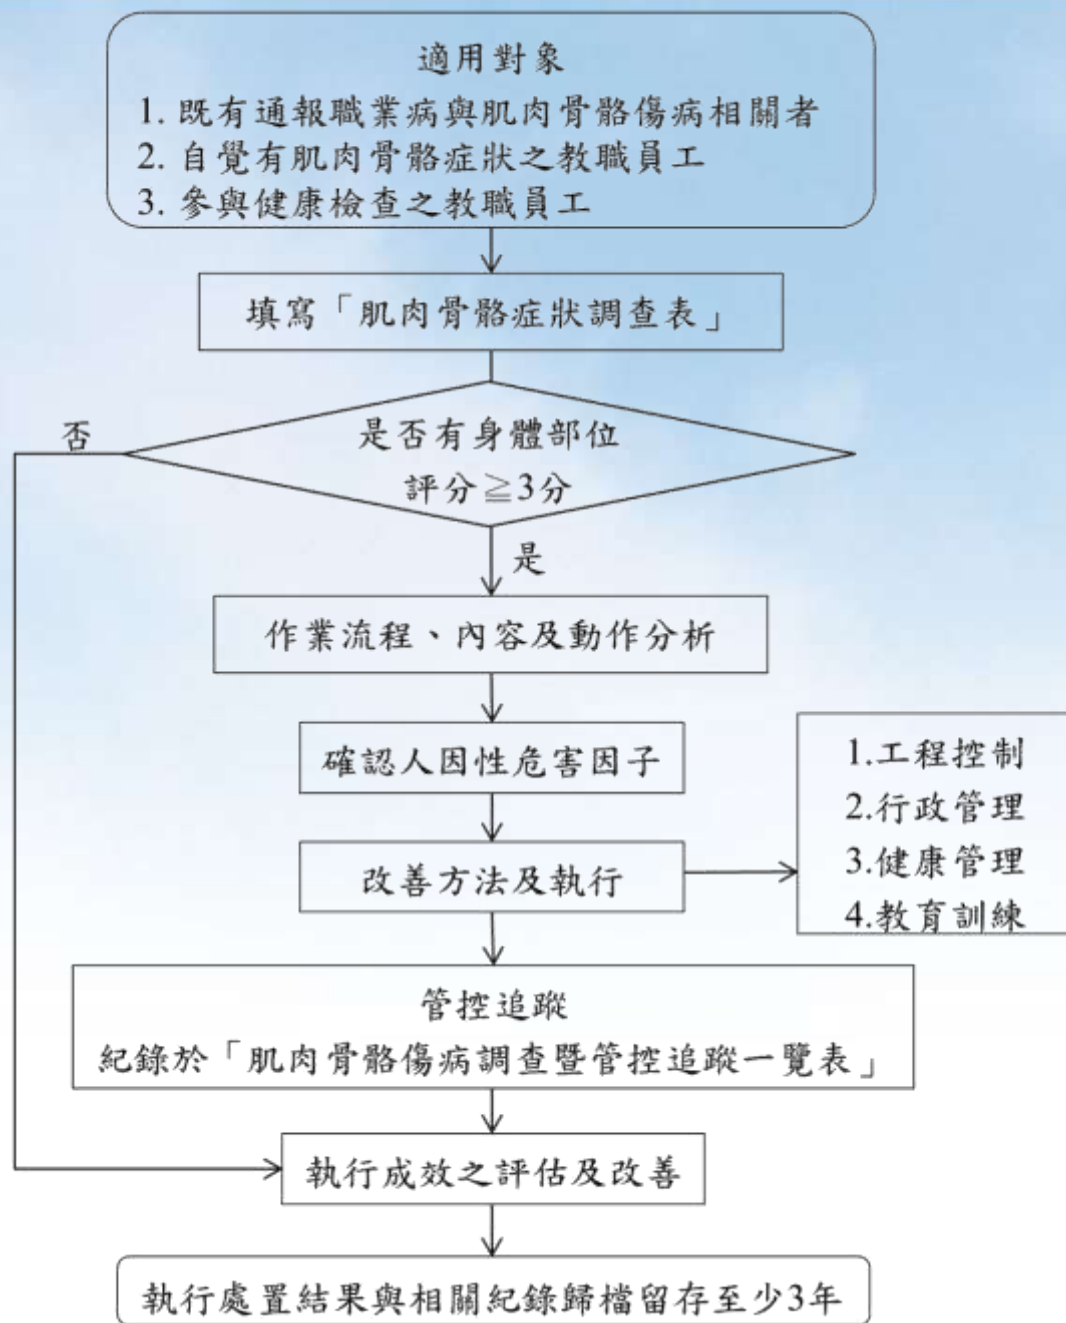 適用對象
1. 既有通報職業病與肌肉骨骼傷病相關者
2. 自覺有肌肉骨骼症狀之教職員工
3. 參與健康檢查之教職員工
填寫「肌肉骨骼症狀調查表」
是否有身體部位
評分≧3分
否
是
作業流程、內容及動作分析
確認人因性危害因子
改善方法及執行
1.工程控制
2.行政管理
3.健康管理
4.教育訓練
管控追蹤
紀錄於「肌肉骨骼傷病調查暨管控追蹤一覽表」
執行成效之評估及改善
執行處置結果與相關紀錄歸檔留存至少3年